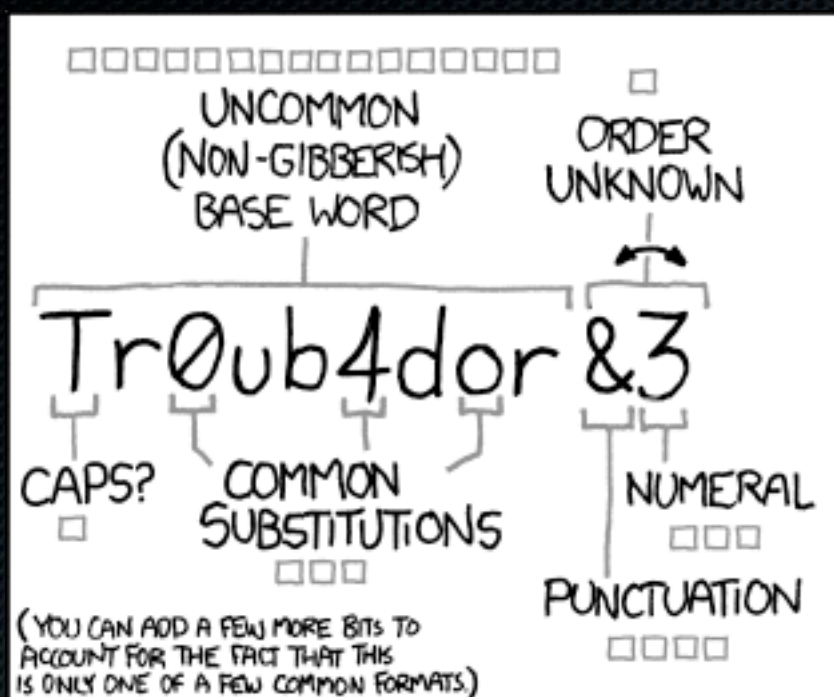 UNCOMMON
(NON-GIBBERISH)
BASE WORD
ORDER
UNKNOWN
Tr0ub4dor &3
CAPS?
COMMON
SUBSTITUTIONS
NUMERAL
PUNCTUATION
(YOU CAN ADD A FEW MORE BITS TO
ACCOUNT FOR THE FACT THAT THIS
IS ONLY ONE OF A FEW COMMON FORMATS.)